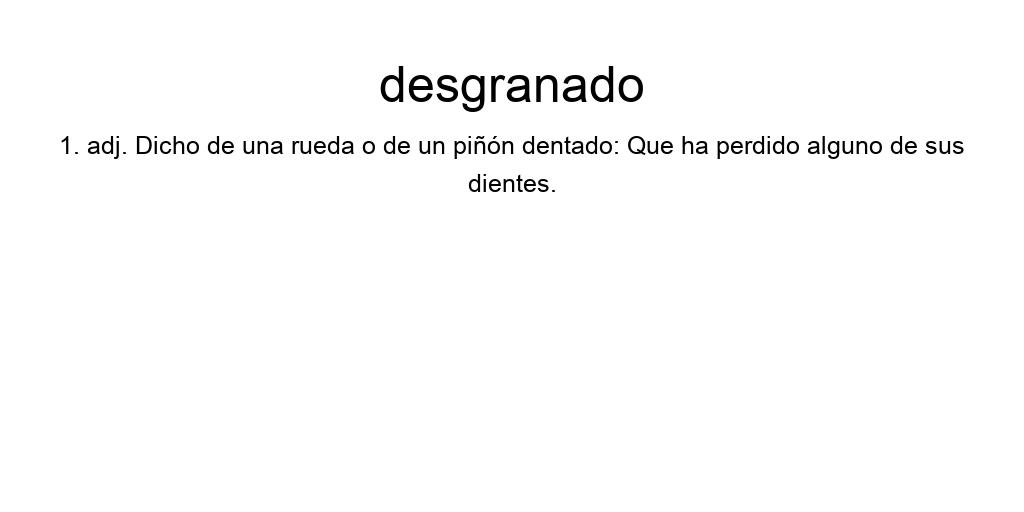 desgranado
1. adj. Dicho de una rueda o de un piñón dentado: Que ha perdido alguno de sus
dientes.